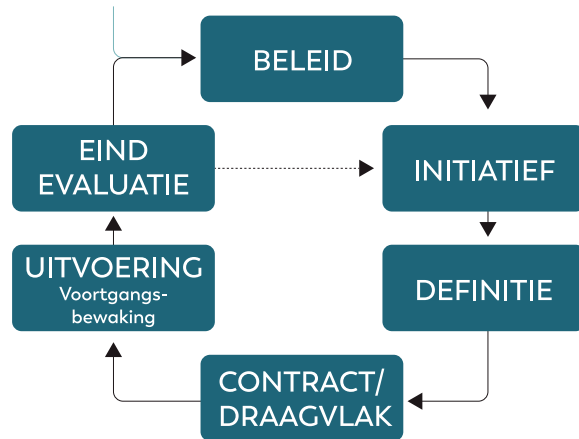 BELEID
EIND
EVALUATIE
INITIATIEF
UITVOERING
Voortgangs-
bewaking
DEFINITIE
CONTRACT/
DRAAGVLAK